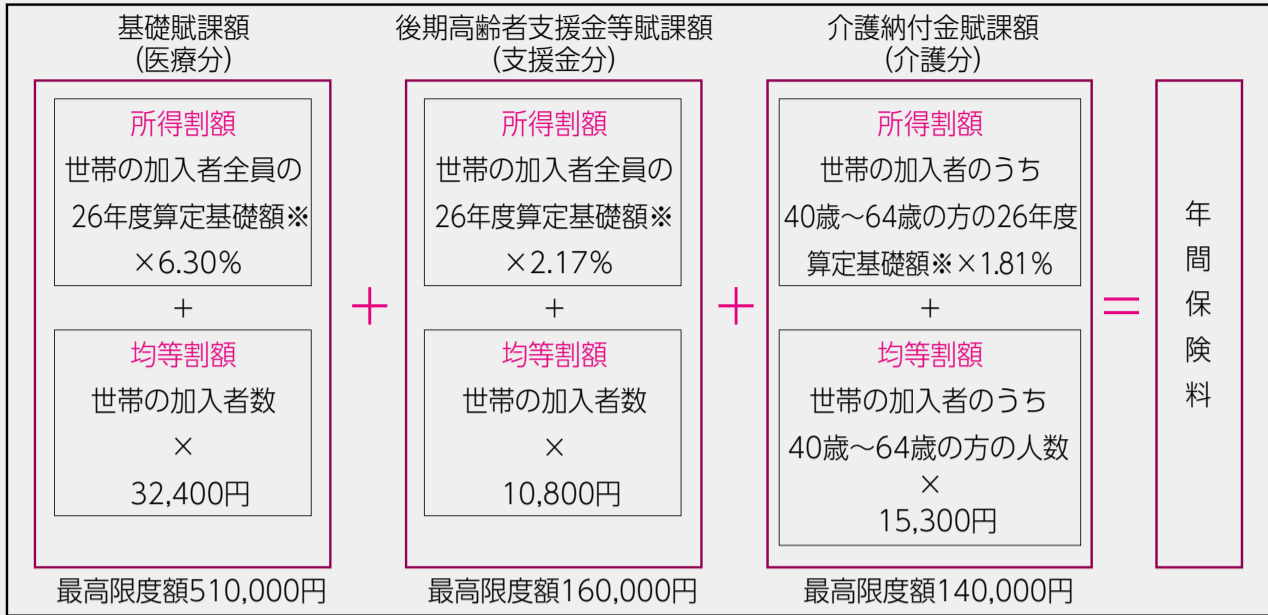 基礎賦課額
(医療分)
所得割額
世帯の加入者全員の
26年度算定基礎額※
×6.30%
+
均等割額
世帯の加入者数
×
32,400円
最高限度額510,000円
+
後期高齢者支援金等賦課額
(支援金分)
所得割額
世帯の加入者全員の
26年度算定基礎額※
×2.17%
+
均等割額
世帯の加入者数
×
10,800円
最高限度額160,000円
+
介護納付金賦課額
(介護分)
所得割額
世帯の加入者のうち
40歳～64歳の方の26年度
算定基礎額※×1.81%
+
均等割額
世帯の加入者のうち
40歳～64歳の方の人数
×
15,300円
最高限度額140,000円
=
年間保険料